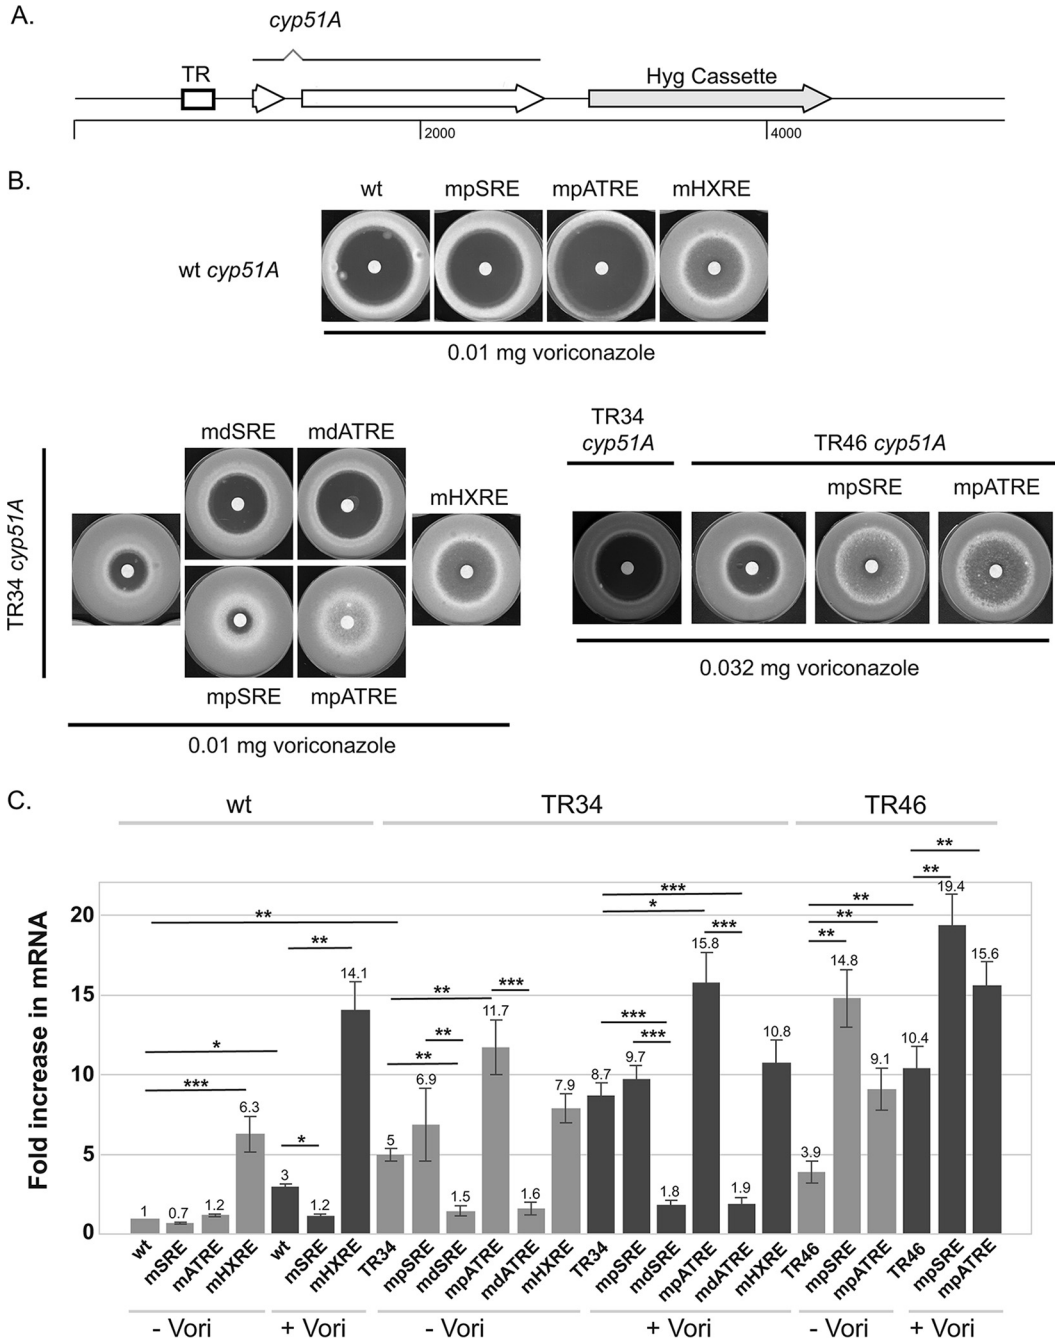 A.
cyp51A
TR
Hyg Cassette
2000
4000
B.
wt
mpSRE
mpATRE
mHXRE
wt cyp51A
0.01 mg voriconazole
TR34
cyp51A
TR46 cyp51A
mdSRE
mdATRE
mHXRE
mpSRE
mpATRE
TR34 cyp51A
mpSRE
mpATRE
0.032 mg voriconazole
0.01 mg voriconazole
C.
wt
TR34
TR46
Fold increase in mRNA
20
15
10
5
0
**
**
*
***
*
**
**
**
***
***
***
***
*
***
**
**
**
**
**
1
0.7
1.2
6.3
3
1.2
14.1
5
6.9
1.5
11.7
1.6
7.9
8.7
9.7
1.8
15.8
1.9
10.8
3.9
14.8
9.1
10.4
19.4
15.6
wt
mSRE
mATRE
mHXRE
wt
mSRE
mHXRE
TR34
mpSRE
mdSRE
mpATRE
mdATRE
mHXRE
TR34
mpSRE
mdSRE
mpATRE
mdATRE
mHXRE
TR46
mpSRE
mpATRE
TR46
mpSRE
mpATRE
- Vori
+ Vori
- Vori
+ Vori
- Vori
+ Vori